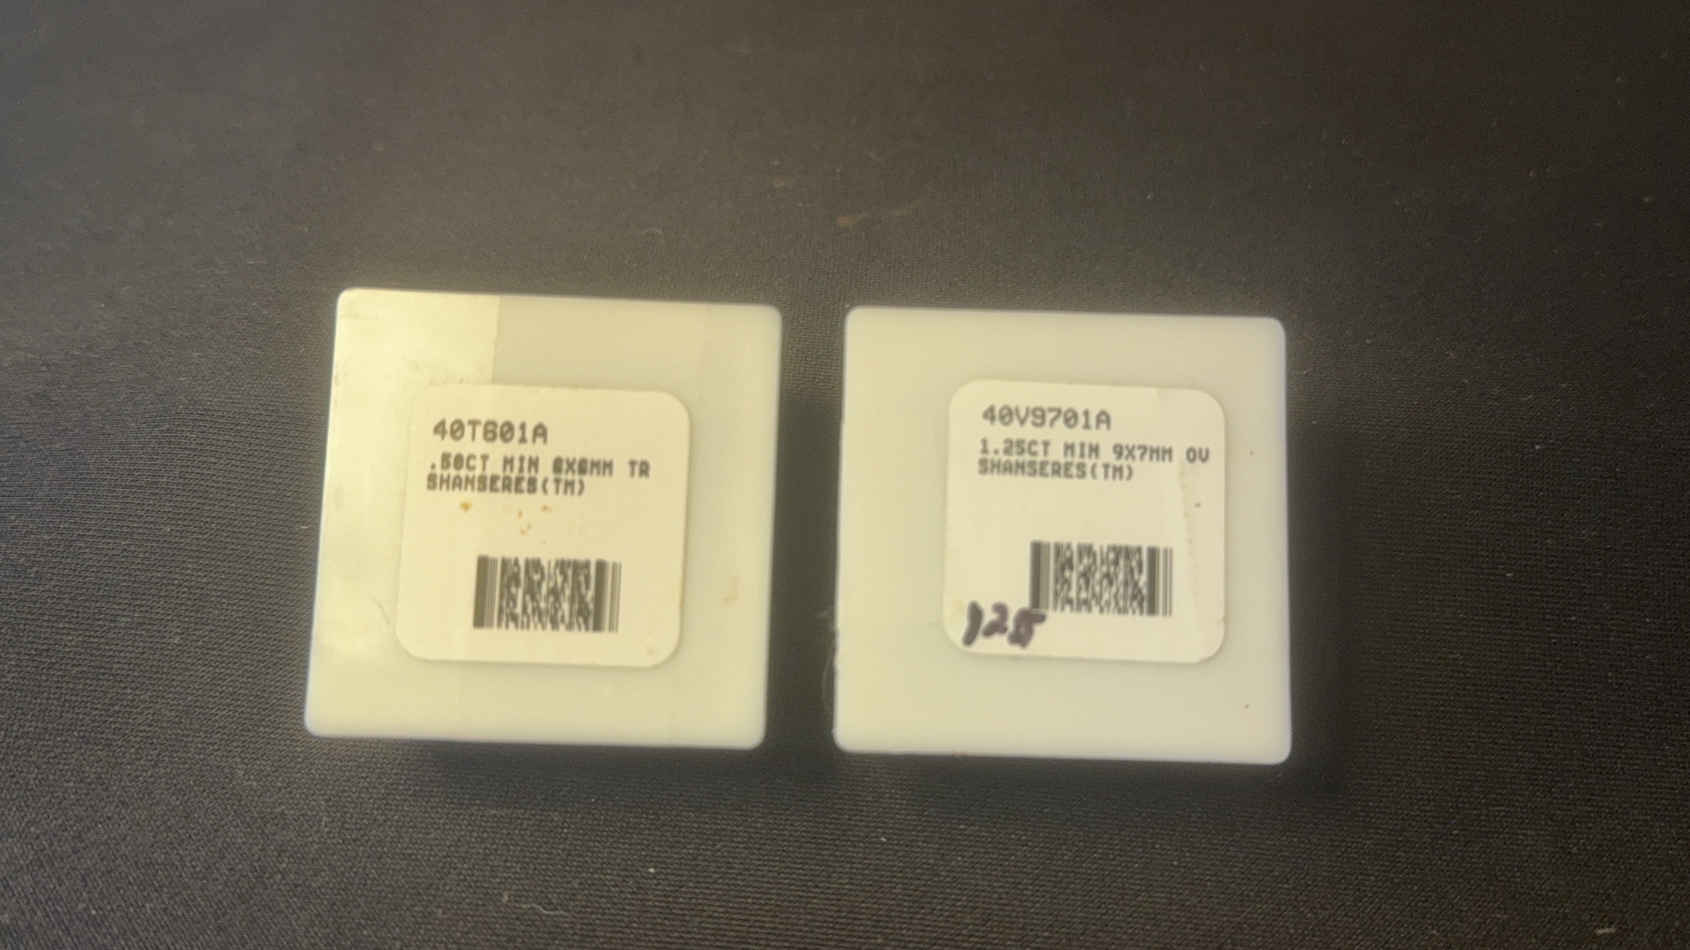 40T601A
.50CT MIN 6X6MM TR
SHANSERES(TM)
40V9701A
1.25CT MIN 9X7MM OV
SHANSERES(TM)
125